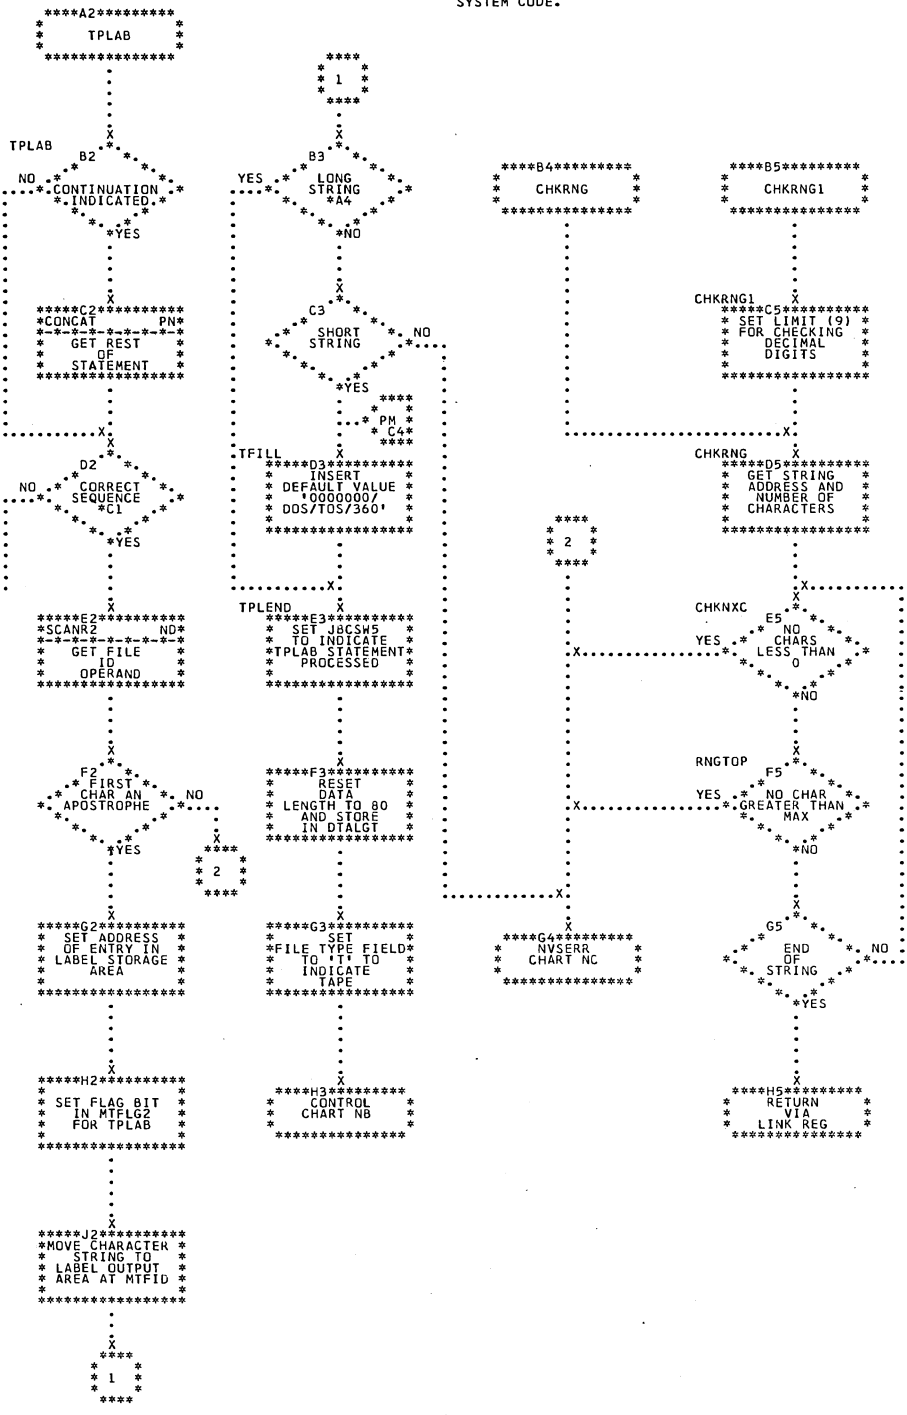 SYSTEM CODE.
****A2*********
TPLAB
TPLAB
B2
NO
CONTINUATION
INDICATED
*YES
*****C2**********
*CONCAT PN*
*-*-*-*-*-*-*-*-*
GET REST
OF
STATEMENT
D2
NO
CORRECT
SEQUENCE
*C1
*YES
*****E2**********
*SCANR2 ND*
*-*-*-*-*-*-*-*-*
GET FILE
ID
OPERAND
F2
FIRST
CHAR AN
APOSTROPHE
NO
*YES
2
*****G2**********
SET ADDRESS
OF ENTRY IN
LABEL STORAGE
AREA
*****H2**********
SET FLAG BIT
IN MTFLG2
FOR TPLAB
*****J2**********
*MOVE CHARACTER *
STRING TO
LABEL OUTPUT
AREA AT MTFID
1
1
B3
YES
LONG
STRING
*A4
*NO
C3
SHORT
STRING
NO
*YES
PM
C4*
TFILL
*****D3**********
INSERT
DEFAULT VALUE
'0000000/
DOS/TOS/360'
TPLEND
*****E3**********
SET JBCSW5
TO INDICATE
*TPLAB STATEMENT*
PROCESSED
*****F3**********
RESET
DATA
LENGTH TO 80
AND STORE
IN DTALGT
*****G3**********
SET
*FILE TYPE FIELD*
TO 'T' TO
INDICATE
TAPE
****H3*********
CONTROL
CHART NB
****B4*********
CHKRNG
2
****G4*********
NVSERR
CHART NC
****B5*********
CHKRNG1
CHKRNG1
*****C5**********
SET LIMIT (9)
FOR CHECKING
DECIMAL
DIGITS
CHKRNG
*****D5**********
GET STRING
ADDRESS AND
NUMBER OF
CHARACTERS
CHKNXC
E5
YES
NO
CHARS
LESS THAN
0
*NO
RNGTOP
F5
YES
NO CHAR
GREATER THAN
MAX
*NO
G5
END
OF
STRING
NO
*YES
****H5*********
RETURN
VIA
LINK REG